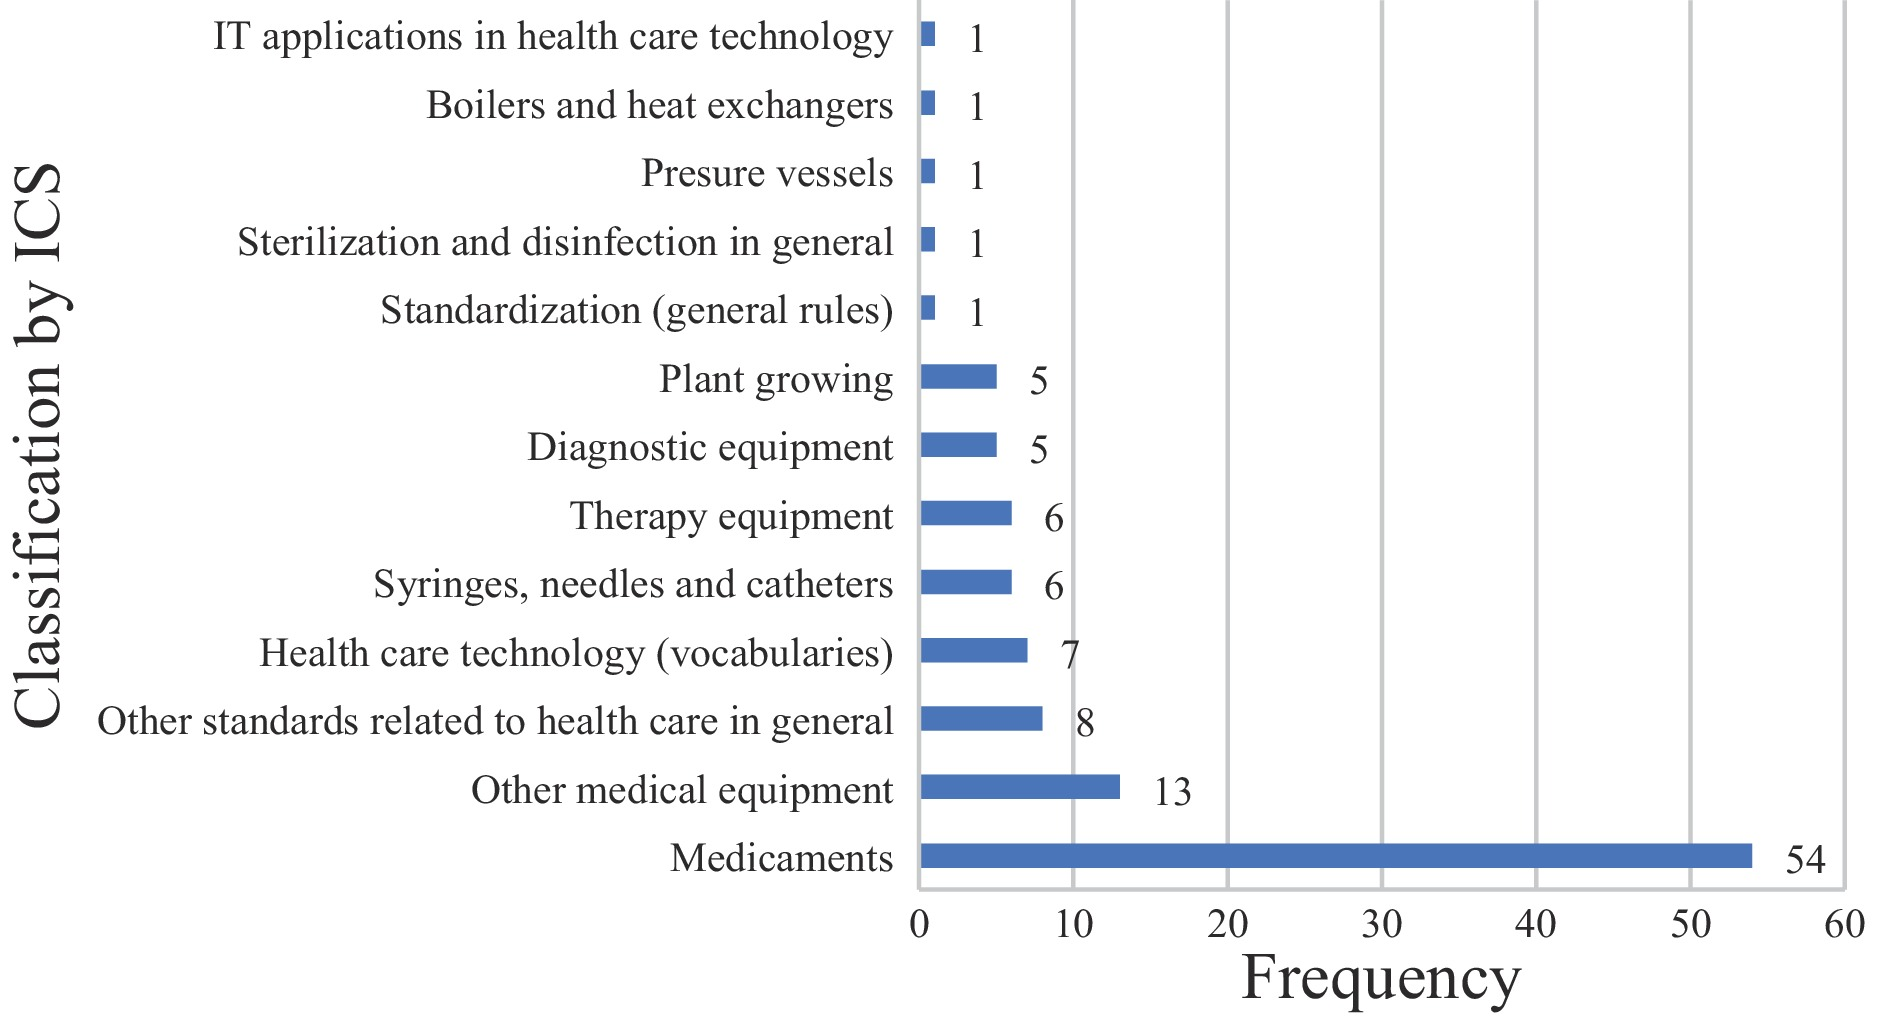 Classification by ICS
IT applications in health care technology 1
Boilers and heat exchangers 1
Presure vessels 1
Sterilization and disinfection in general 1
Standardization (general rules) 1
Plant growing 5
Diagnostic equipment 5
Therapy equipment 6
Syringes, needles and catheters 6
Health care technology (vocabularies) 7
Other standards related to health care in general 8
Other medical equipment 13
Medicaments 54
0 10 20 30 40 50 60
Frequency